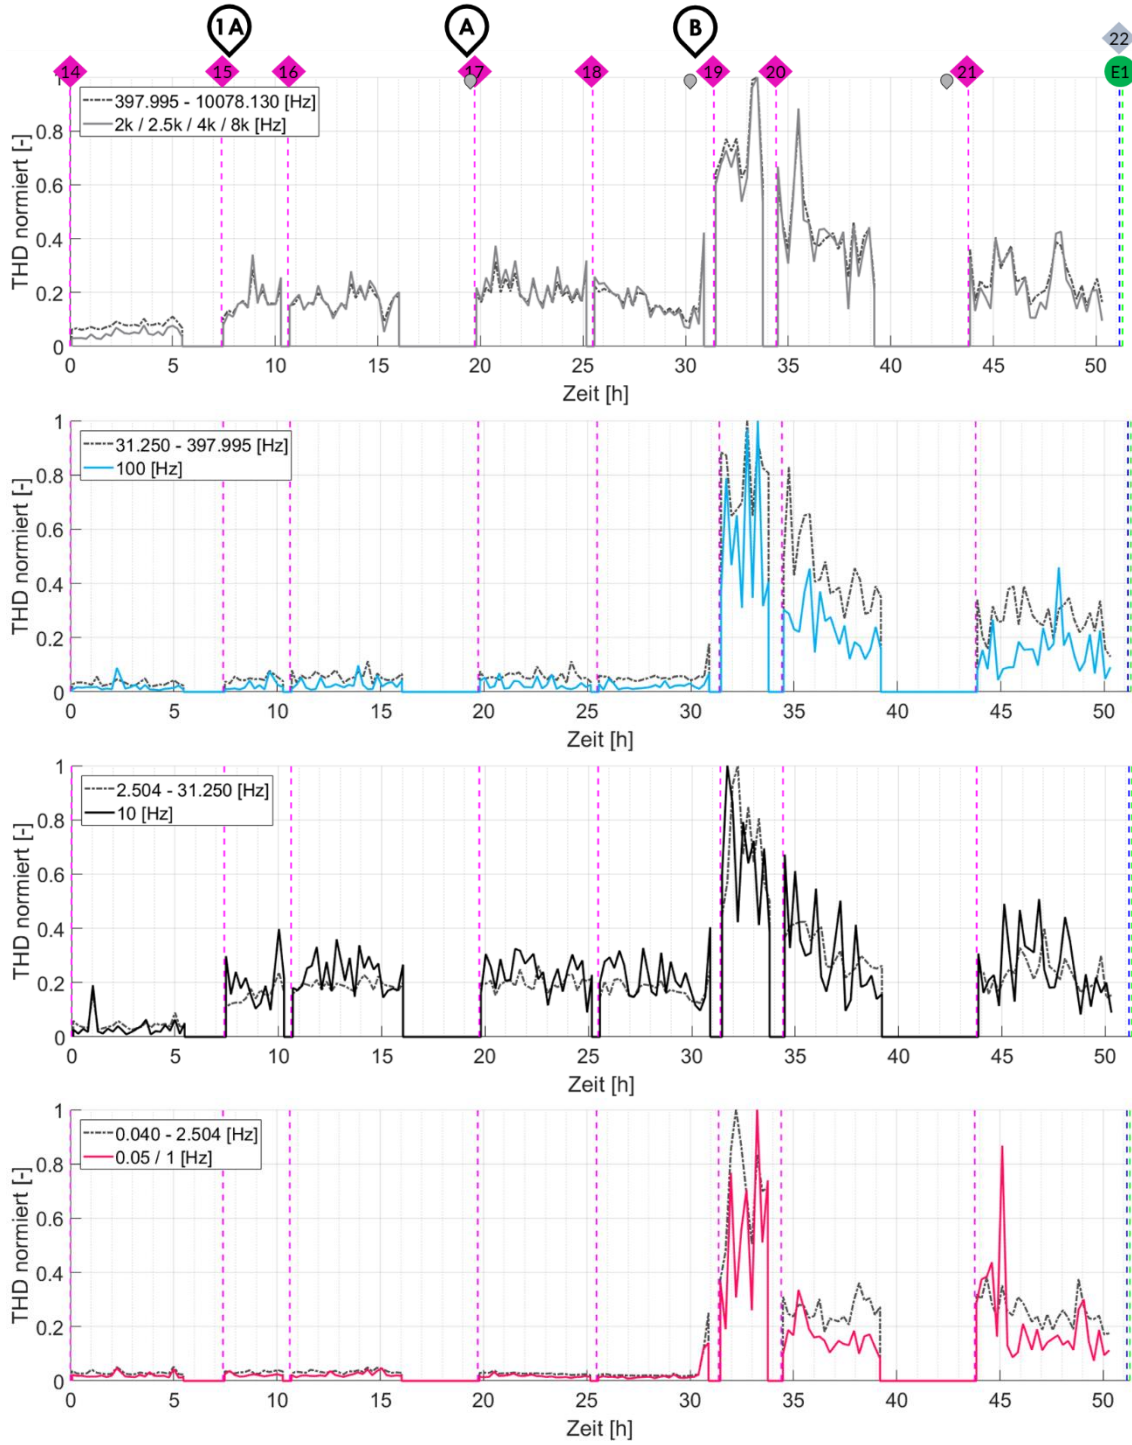 1A A B
22
14 15 16 17 18 19 20 21 E1
1
397.995 - 10078.130 [Hz]
2k / 2.5k / 4k / 8k [Hz]
THD normiert [-]
0.8
0.6
0.4
0.2
0
0 5 10 15 20 25 30 35 40 45 50
Zeit [h]
1
31.250 - 397.995 [Hz]
100 [Hz]
THD normiert [-]
0.8
0.6
0.4
0.2
0
0 5 10 15 20 25 30 35 40 45 50
Zeit [h]
1
2.504 - 31.250 [Hz]
10 [Hz]
THD normiert [-]
0.8
0.6
0.4
0.2
0
0 5 10 15 20 25 30 35 40 45 50
Zeit [h]
1
0.040 - 2.504 [Hz]
0.05 / 1 [Hz]
THD normiert [-]
0.8
0.6
0.4
0.2
0
0 5 10 15 20 25 30 35 40 45 50
Zeit [h]